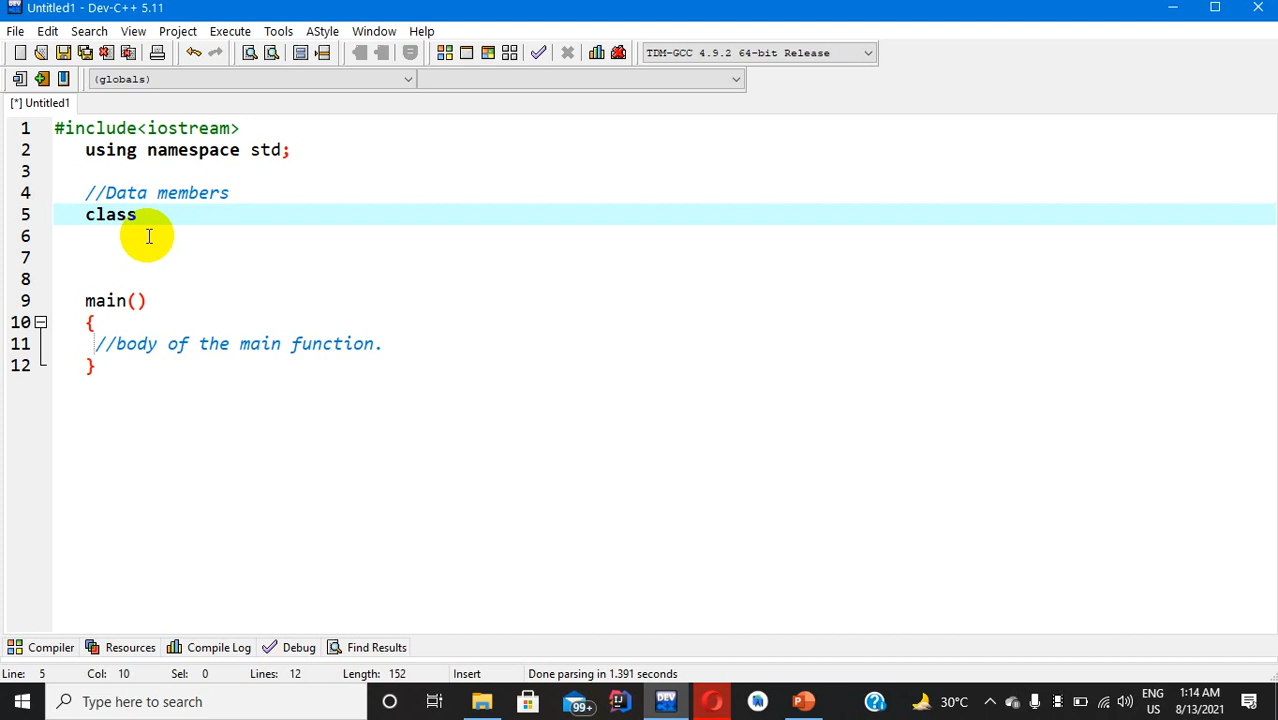 Untitled1 - Dev-C++ 5.11
File Edit Search View Project Execute Tools AStyle Window Help
TDM-GCC 4.9.2 64-bit Release
(globals)
[*] Untitled1
1 #include<iostream>
2 using namespace std;
3
4 //Data members
5 class
6
7
8
9 main()
10 {
11 //body of the main function.
12 }
Compiler Resources Compile Log Debug Find Results
Line: 5 Col: 10 Sel: 0 Lines: 12 Length: 152 Insert Done parsing in 1.391 seconds
Type here to search 99+ DEV 30°C ENG US 1:14 AM 8/13/2021